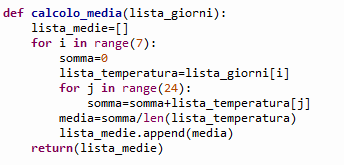 def calcolo_media(lista_giorni):
    lista_medie=[]
    for i in range(7):
        somma=0
        lista_temperatura=lista_giorni[i]
        for j in range(24):
            somma=somma+lista_temperatura[j]
        media=somma/len(lista_temperatura)
        lista_medie.append(media)
    return(lista_medie)